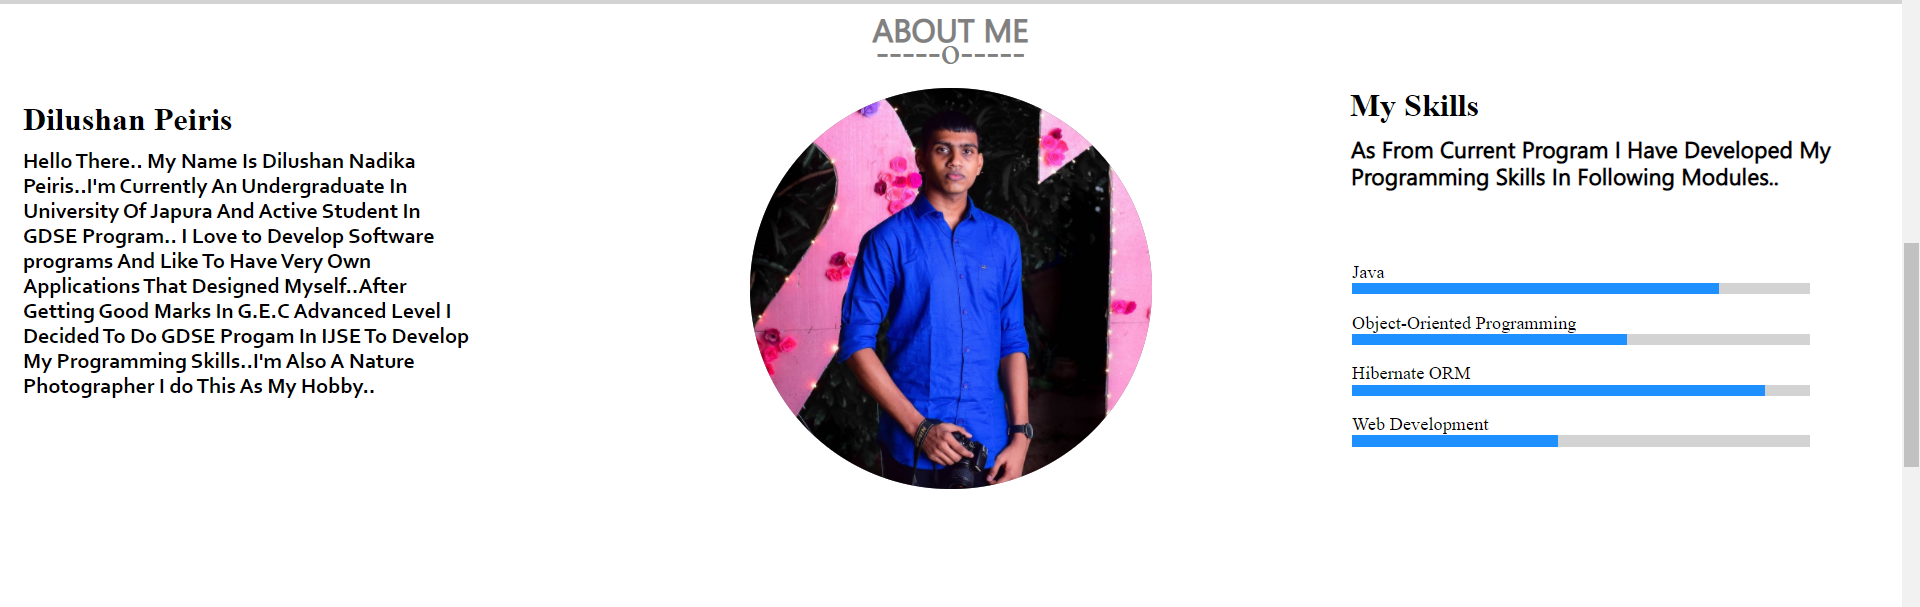 ABOUT ME
-----O-----
Dilushan Peiris
Hello There.. My Name Is Dilushan Nadika
Peiris..I'm Currently An Undergraduate In
University Of Japura And Active Student In
GDSE Program.. I Love to Develop Software
programs And Like To Have Very Own
Applications That Designed Myself..After
Getting Good Marks In G.E.C Advanced Level I
Decided To Do GDSE Progam In IJSE To Develop
My Programming Skills..I'm Also A Nature
Photographer I do This As My Hobby..
My Skills
As From Current Program I Have Developed My
Programming Skills In Following Modules..
Java
Object-Oriented Programming
Hibernate ORM
Web Development